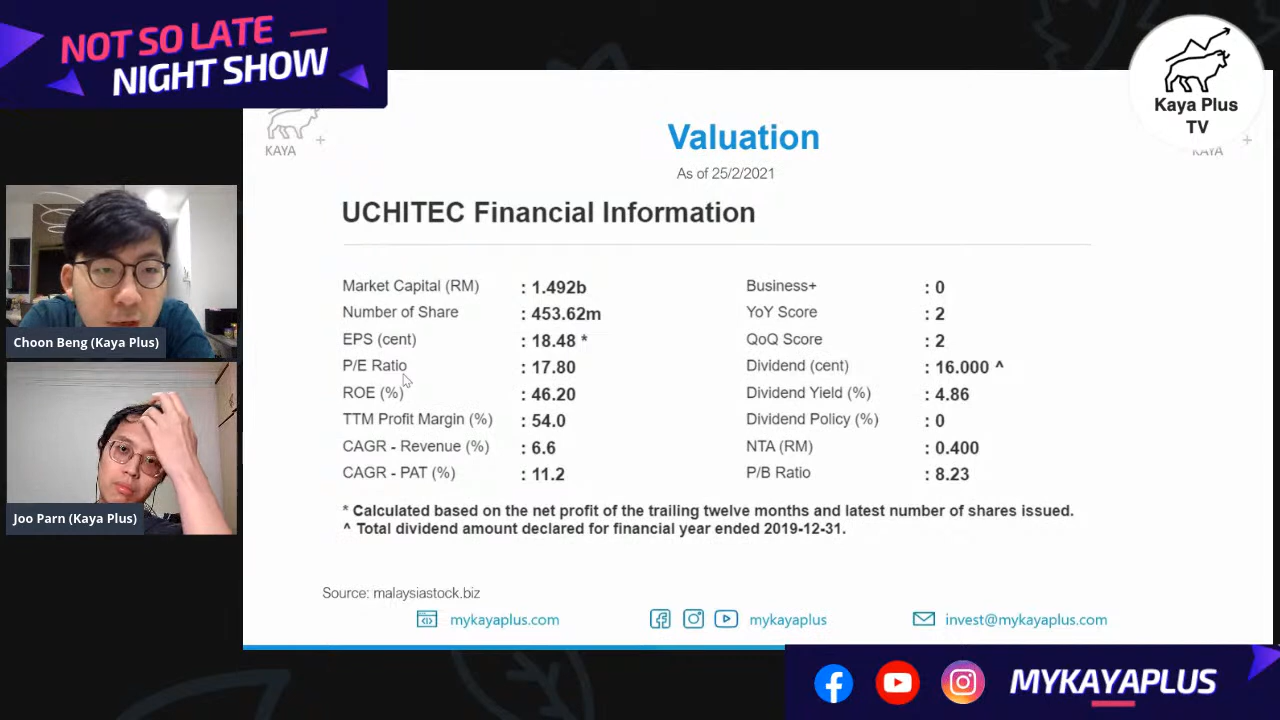 NOT SO LATE
NIGHT SHOW
Kaya Plus
TV
KAYA
KAYA
Valuation
As of 25/2/2021
UCHITEC Financial Information
Market Capital (RM) : 1.492b
Number of Share : 453.62m
EPS (cent) : 18.48 *
P/E Ratio : 17.80
ROE (%) : 46.20
TTM Profit Margin (%) : 54.0
CAGR - Revenue (%) : 6.6
CAGR - PAT (%) : 11.2
Business+ : 0
YoY Score : 2
QoQ Score : 2
Dividend (cent) : 16.000 ^
Dividend Yield (%) : 4.86
Dividend Policy (%) : 0
NTA (RM) : 0.400
P/B Ratio : 8.23
* Calculated based on the net profit of the trailing twelve months and latest number of shares issued.
^ Total dividend amount declared for financial year ended 2019-12-31.
Choon Beng (Kaya Plus)
Joo Parn (Kaya Plus)
Source: malaysiastock.biz
mykayaplus.com
mykayaplus
invest@mykayaplus.com
MYKAYAPLUS